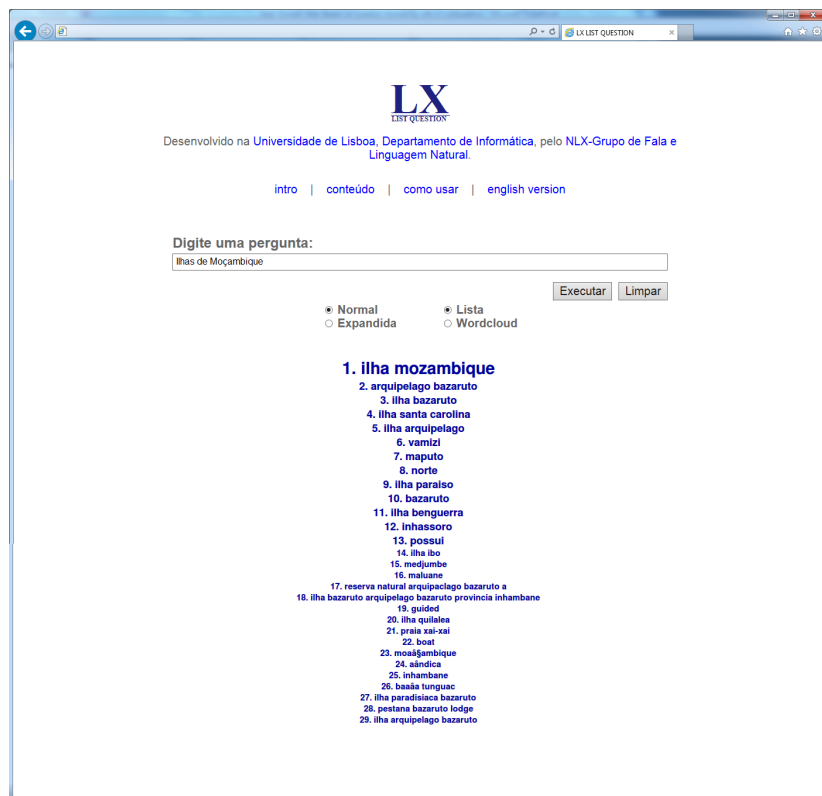 LX LIST QUESTION
LX
LIST QUESTION
Desenvolvido na Universidade de Lisboa, Departamento de Informática, pelo NLX-Grupo de Fala e
Linguagem Natural.
intro | conteúdo | como usar | english version
Digite uma pergunta:
Ilhas de Moçambique
Executar Limpar
Normal Lista
Expandida Wordcloud
1. ilha mozambique
2. arquipelago bazaruto
3. ilha bazaruto
4. ilha santa carolina
5. ilha arquipelago
6. vamizi
7. maputo
8. norte
9. ilha paraiso
10. bazaruto
11. ilha benguerra
12. inhassoro
13. possui
14. ilha ibo
15. medjumbe
16. maluane
17. reserva natural arquipaclago bazaruto a
18. ilha bazaruto arquipelago bazaruto provincia inhambane
19. guided
20. ilha quilalea
21. praia xai-xai
22. boat
23. moaã§ambique
24. aândica
25. inhambane
26. baaãa tunguac
27. ilha paradisiaca bazaruto
28. pestana bazaruto lodge
29. ilha arquipelago bazaruto